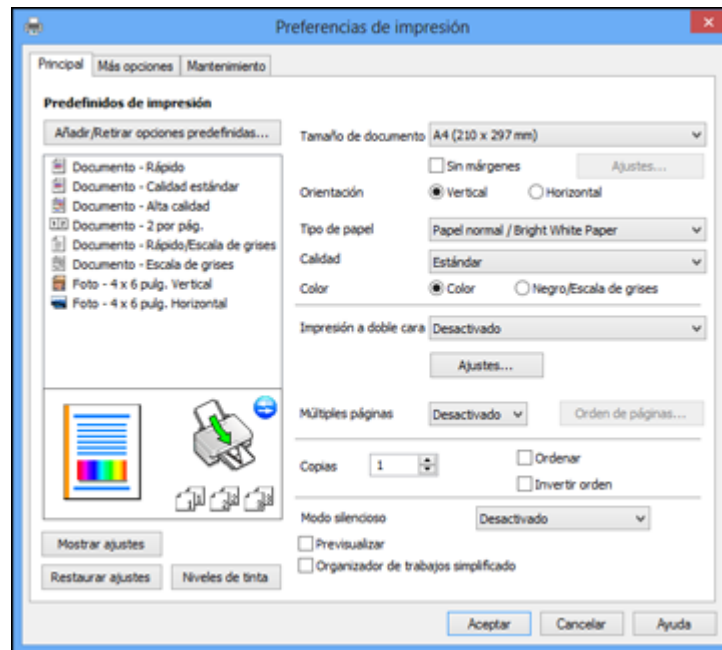 Preferencias de impresión
Principal
Más opciones
Mantenimiento
Predefinidos de impresión
Añadir/Retirar opciones predefinidas...
Documento - Rápido
Documento - Calidad estándar
Documento - Alta calidad
Documento - 2 por pág.
Documento - Rápido/Escala de grises
Documento - Escala de grises
Foto - 4 x 6 pulg. Vertical
Foto - 4 x 6 pulg. Horizontal
Mostrar ajustes
Restaurar ajustes
Niveles de tinta
Tamaño de documento
A4 (210 x 297 mm)
Sin márgenes
Ajustes...
Orientación
Vertical
Horizontal
Tipo de papel
Papel normal / Bright White Paper
Calidad
Estándar
Color
Color
Negro/Escala de grises
Impresión a doble cara
Desactivado
Ajustes...
Múltiples páginas
Desactivado
Orden de páginas...
Copias
1
Ordenar
Invertir orden
Modo silencioso
Desactivado
Previsualizar
Organizador de trabajos simplificado
Aceptar
Cancelar
Ayuda